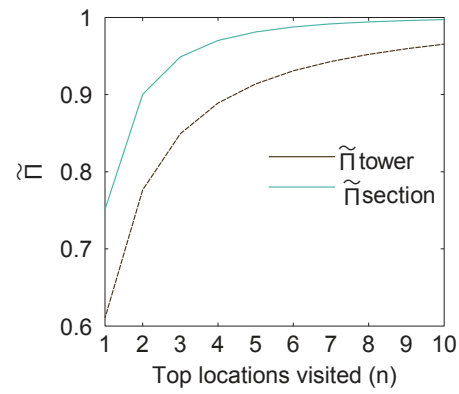 1
0.9
0.8
0.7
0.6
Π̃
Π̃ tower
Π̃ section
1 2 3 4 5 6 7 8 9 10
Top locations visited (n)